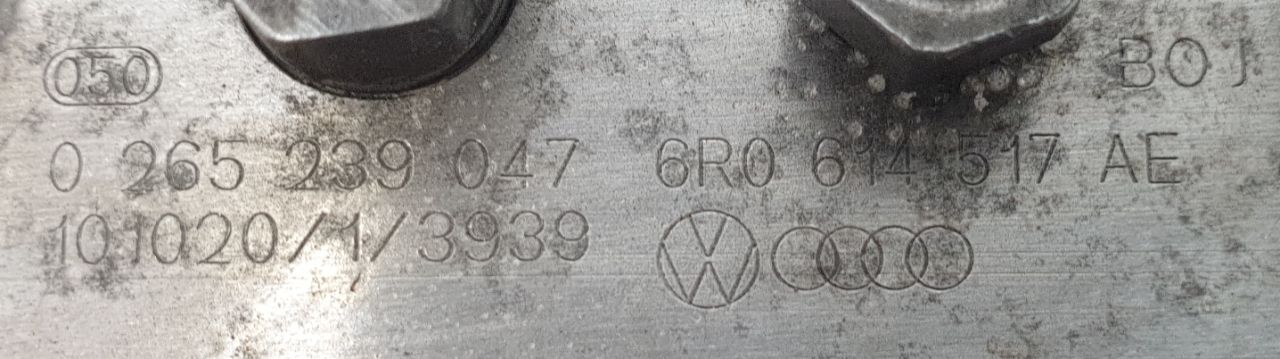 050
BOJ
0 265 239 047 6R0 614 517 AE
101020/1/3939